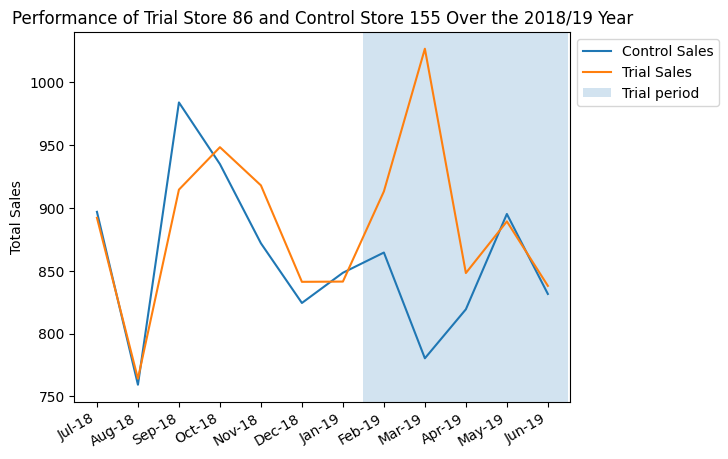 Performance of Trial Store 86 and Control Store 155 Over the 2018/19 Year
Control Sales
Trial Sales
Trial period
Total Sales
1000
950
900
850
800
750
Jul-18
Aug-18
Sep-18
Oct-18
Nov-18
Dec-18
Jan-19
Feb-19
Mar-19
Apr-19
May-19
Jun-19